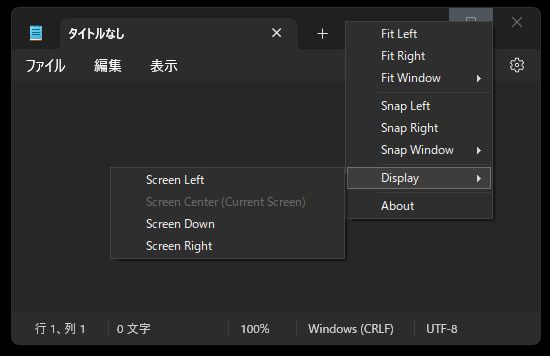 タイトルなし
ファイル 編集 表示
Fit Left
Fit Right
Fit Window
Snap Left
Snap Right
Snap Window
Display
About
Screen Left
Screen Center (Current Screen)
Screen Down
Screen Right
行 1、列 1 0 文字 100% Windows (CRLF) UTF-8